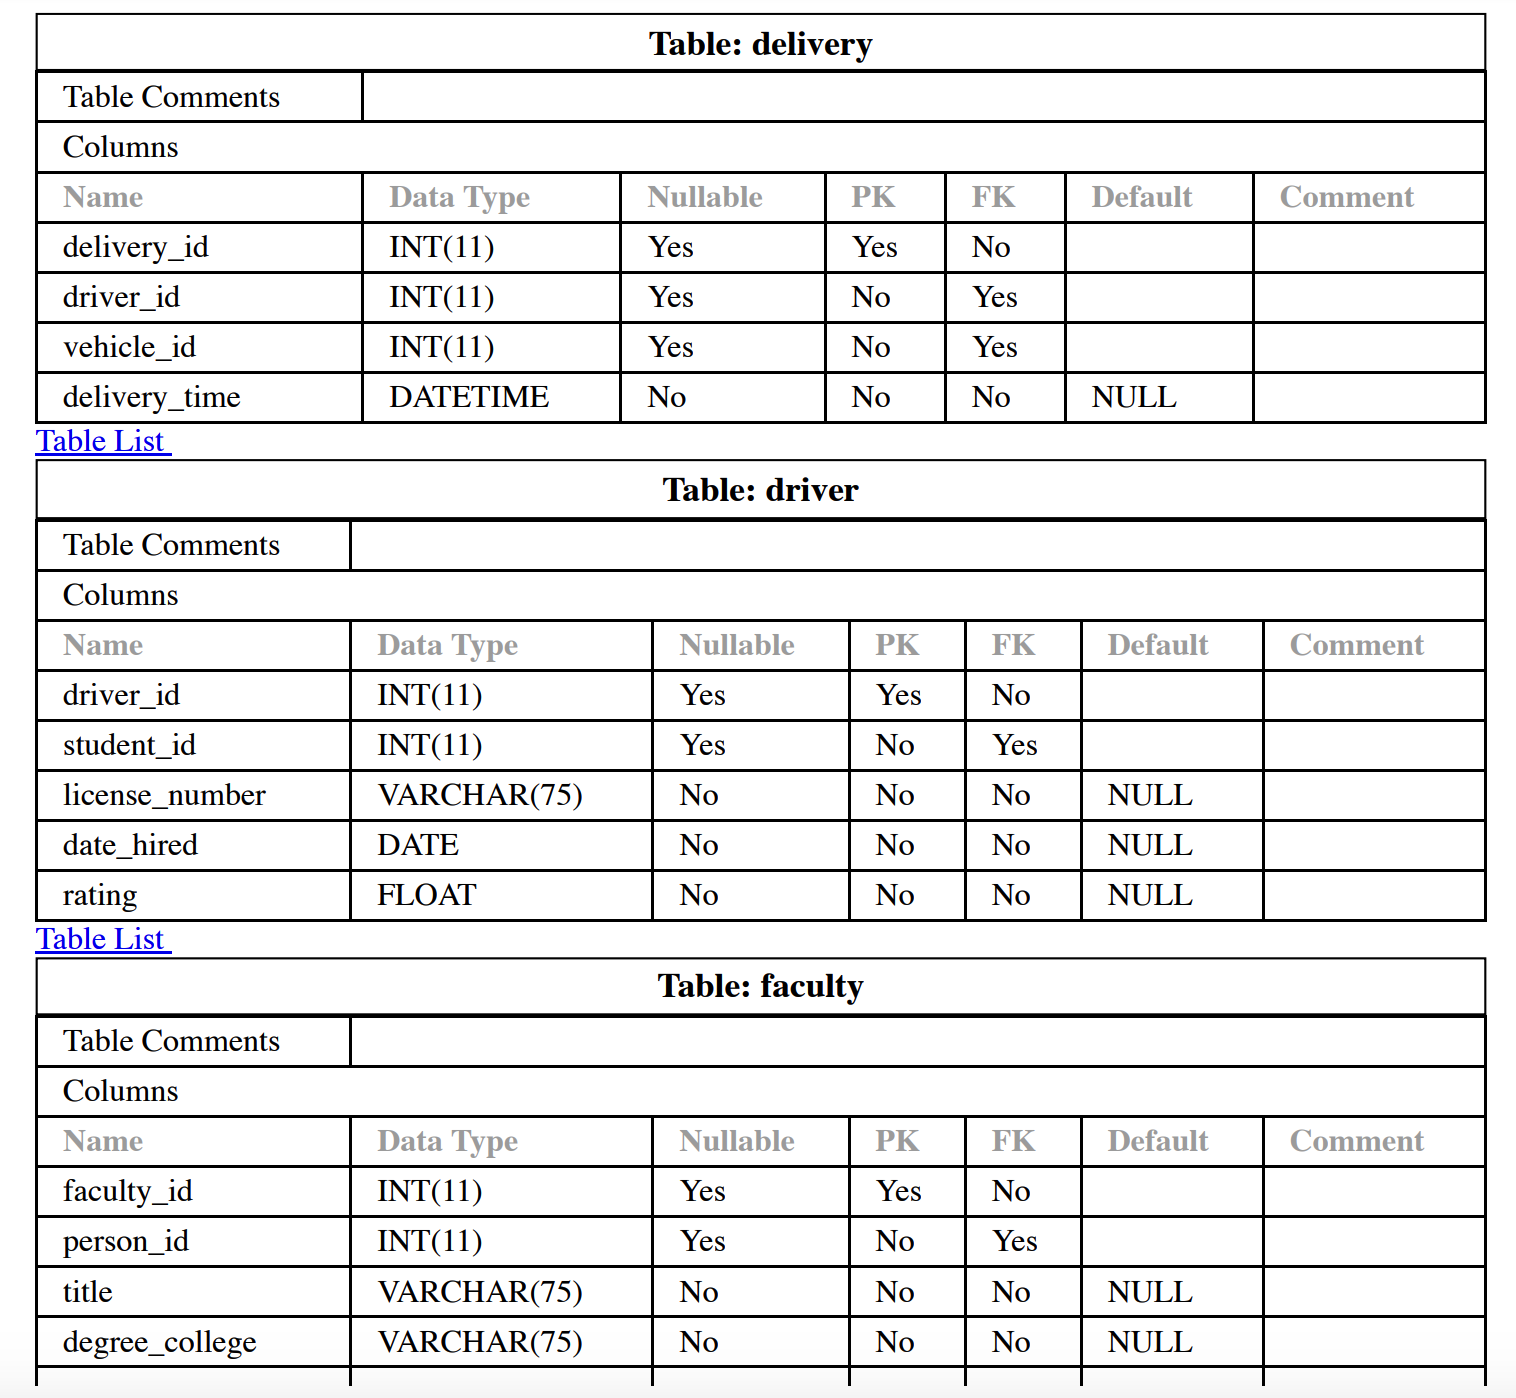 Table: delivery
Table Comments
Columns
Name Data Type Nullable PK FK Default Comment
delivery_id INT(11) Yes Yes No
driver_id INT(11) Yes No Yes
vehicle_id INT(11) Yes No Yes
delivery_time DATETIME No No No NULL
Table List
Table: driver
Table Comments
Columns
Name Data Type Nullable PK FK Default Comment
driver_id INT(11) Yes Yes No
student_id INT(11) Yes No Yes
license_number VARCHAR(75) No No No NULL
date_hired DATE No No No NULL
rating FLOAT No No No NULL
Table List
Table: faculty
Table Comments
Columns
Name Data Type Nullable PK FK Default Comment
faculty_id INT(11) Yes Yes No
person_id INT(11) Yes No Yes
title VARCHAR(75) No No No NULL
degree_college VARCHAR(75) No No No NULL